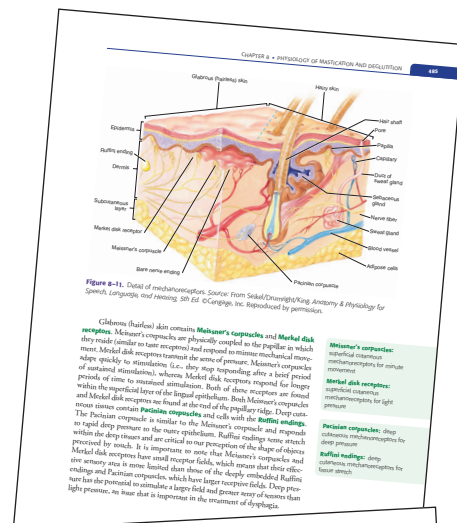 CHAPTER 8 • PHYSIOLOGY OF MASTICATION AND DEGLUTITION
485
Glabrous (hairless) skin
Hairy skin
Epidermis
Ruffini ending
Dermis
Subcutaneous
layer
Merkel disk receptor
Meissner's corpuscle
Bare nerve ending
Hair shaft
Pore
Papilla
Capillary
Duct of
sweat gland
Sebaceous
gland
Nerve fiber
Sweat gland
Blood vessel
Adipose cells
Pacinian corpuscle
Figure 8–11. Detail of mechanoreceptors. Source: From Seikel/Drumright/King. Anatomy & Physiology for
Speech, Language, and Hearing, 5th Ed. ©Cengage, Inc. Reproduced by permission.
Glabrous (hairless) skin contains Meissner's corpuscles and Merkel disk
receptors. Meissner's corpuscles are physically coupled to the papillae in which
they reside (similar to taste receptors) and respond to minute mechanical move-
ment. Merkel disk receptors transmit the sense of pressure. Meissner's corpuscles
adapt quickly to stimulation (i.e., they stop responding after a brief period
of sustained stimulation), whereas Merkel disk receptors respond for longer
periods of time to sustained stimulation. Both of these receptors are found
within the superficial layer of the lingual epithelium. Both Meissner's corpuscles
and Merkel disk receptors are found at the end of the papillary ridge. Deep cuta-
neous tissues contain Pacinian corpuscles and cells with the Ruffini endings.
The Pacinian corpuscle is similar to the Meissner's corpuscle and responds
to rapid deep pressure to the outer epithelium. Ruffini endings sense stretch
within the deep tissues and are critical to our perception of the shape of objects
perceived by touch. It is important to note that Meissner's corpuscles and
Merkel disk receptors have small receptor fields, which means that their effec-
tive sensory area is more limited than those of the deeply embedded Ruffini
endings and Pacinian corpuscles, which have larger receptive fields. Deep pres-
sure has the potential to stimulate a larger field and greater array of sensors than
light pressure, an issue that is important in the treatment of dysphagia.
Meissner's corpuscles:
superficial cutaneous
mechanoreceptors for minute
movement
Merkel disk receptors:
superficial cutaneous
mechanoreceptors for light
pressure
Pacinian corpuscles: deep
cutaneous mechanoreceptors for
deep pressure
Ruffini endings: deep
cutaneous mechanoreceptors for
tissue stretch